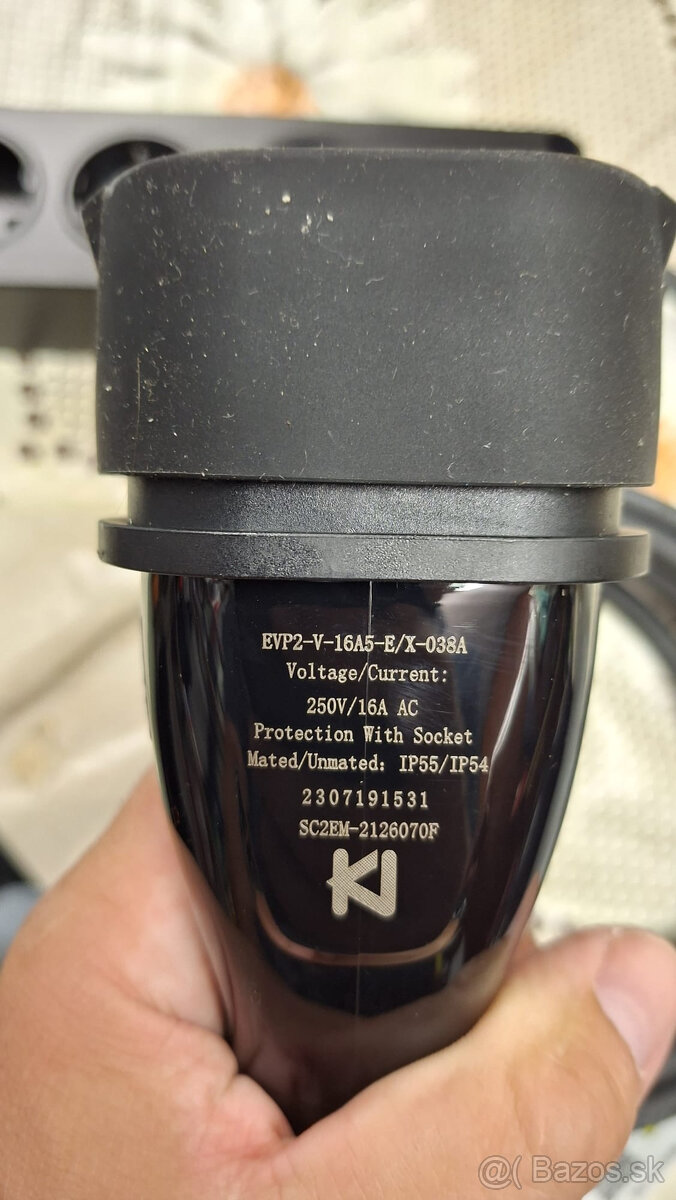 EVP2-V-16A5-E/X-038A
Voltage/Current:
250V/16A AC
Protection With Socket
Mated/Unmated: IP55/IP54
2307191531
SC2EM-2126070F
@( Bazos.sk